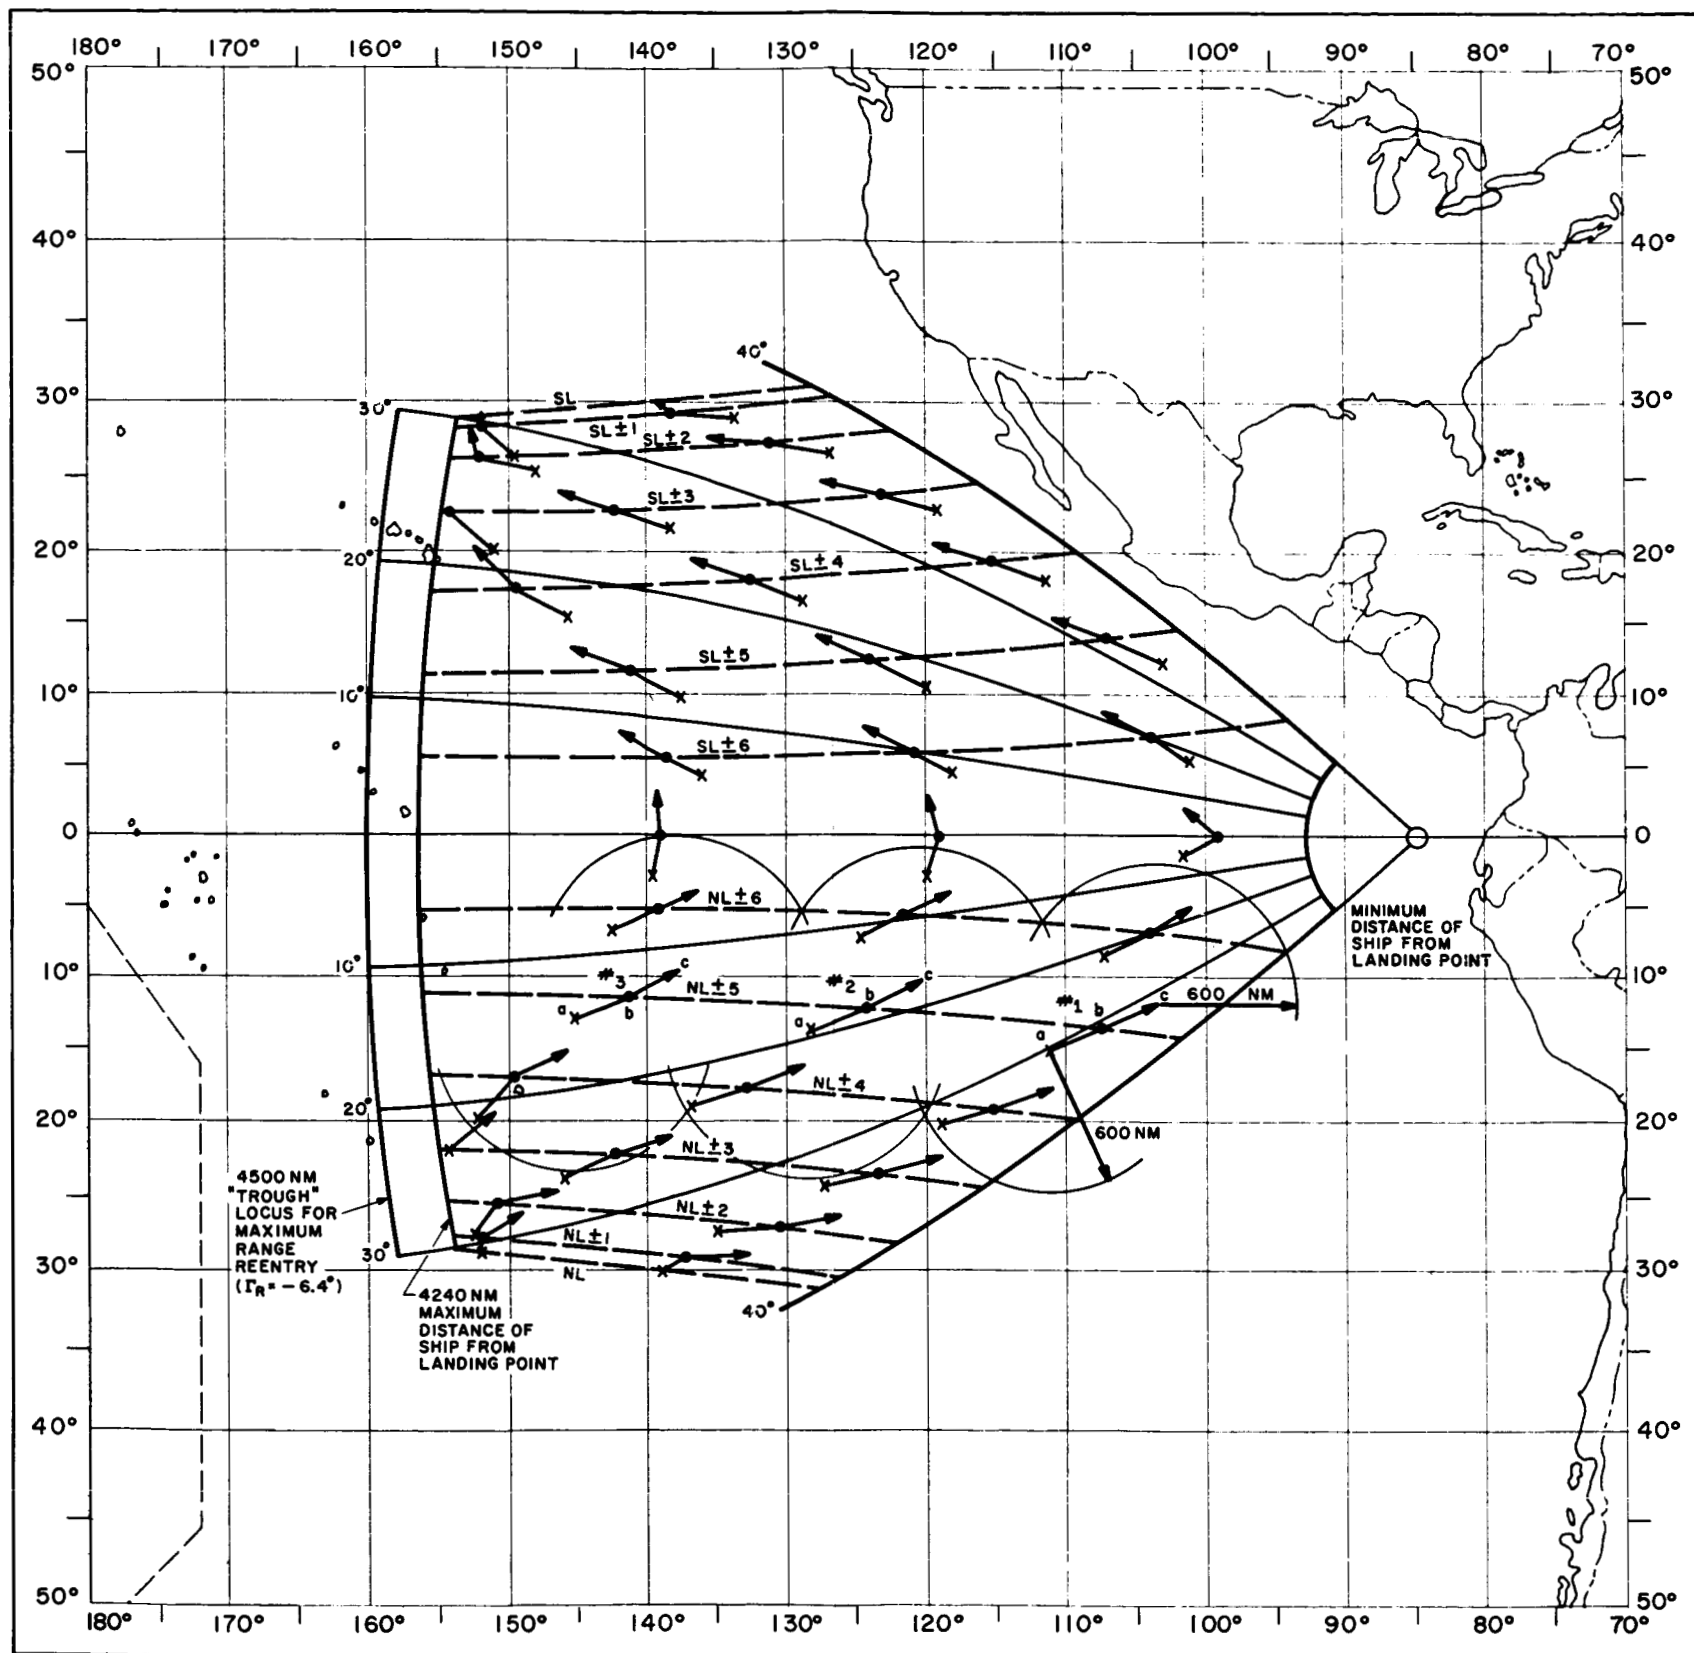 180° 170° 160° 150° 140° 130° 120° 110° 100° 90° 80° 70°
50° 50°
40° 40°
40°
30° 30° 30°
SL
SL±1
SL±2
SL±3
20° 20° 20°
SL±4
SL±5
10° 10° 10°
SL±6
0 0
NL±6
MINIMUM
DISTANCE OF
SHIP FROM
LANDING POINT
10° 10° 10°
#3 c
a b
NL±5
#2 b c
a
#1 b c 600 NM
a
NL±4
20° 20° 20°
600 NM
NL±3
4500 NM
"TROUGH"
LOCUS FOR
MAXIMUM
RANGE
REENTRY
(ΓR = −6.4°)
NL±2
NL±1
NL
30° 30° 30°
40°
4240 NM
MAXIMUM
DISTANCE OF
SHIP FROM
LANDING POINT
40° 40°
50° 50°
180° 170° 160° 150° 140° 130° 120° 110° 100° 90° 80° 70°